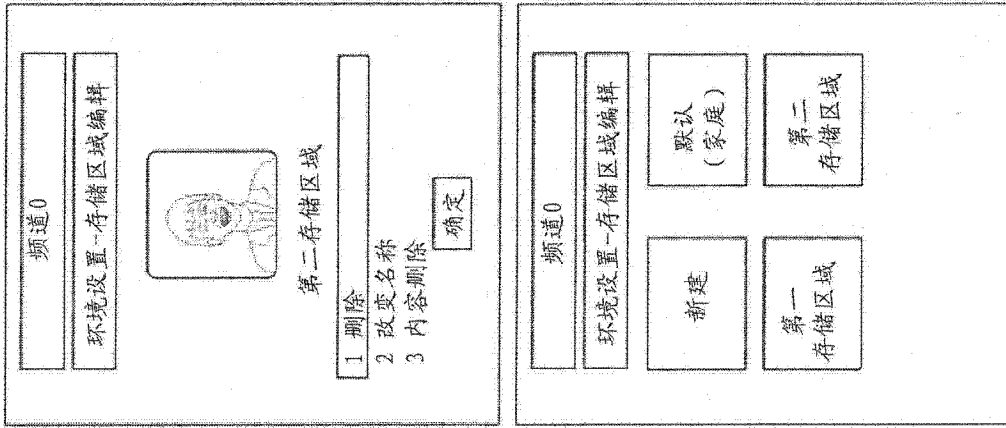 频道0
环境设置-存储区域编辑
第二存储区域
1 删除
2 改变名称
3 内容删除
确定
频道0
环境设置-存储区域编辑
新建
默认
(家庭)
第一
存储区域
第二
存储区域